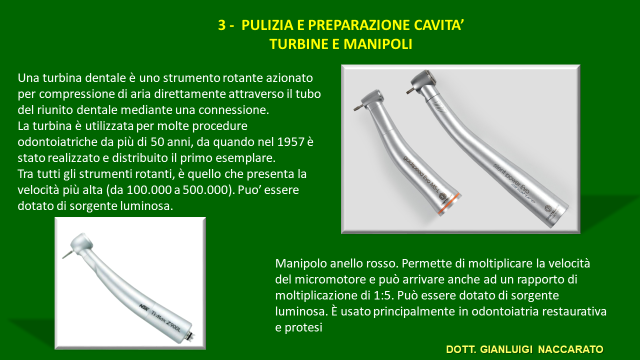 3 - PULIZIA E PREPARAZIONE CAVITA’
TURBINE E MANIPOLI
Una turbina dentale è uno strumento rotante azionato
per compressione di aria direttamente attraverso il tubo
del riunito dentale mediante una connessione.
La turbina è utilizzata per molte procedure
odontoiatriche da più di 50 anni, da quando nel 1957 è
stato realizzato e distribuito il primo esemplare.
Tra tutti gli strumenti rotanti, è quello che presenta la
velocità più alta (da 100.000 a 500.000). Puo’ essere
dotato di sorgente luminosa.
NSK
Manipolo anello rosso. Permette di moltiplicare la velocità
del micromotore e può arrivare anche ad un rapporto di
moltiplicazione di 1:5. Può essere dotato di sorgente
luminosa. È usato principalmente in odontoiatria restaurativa
e protesi
DOTT. GIANLUIGI NACCARATO